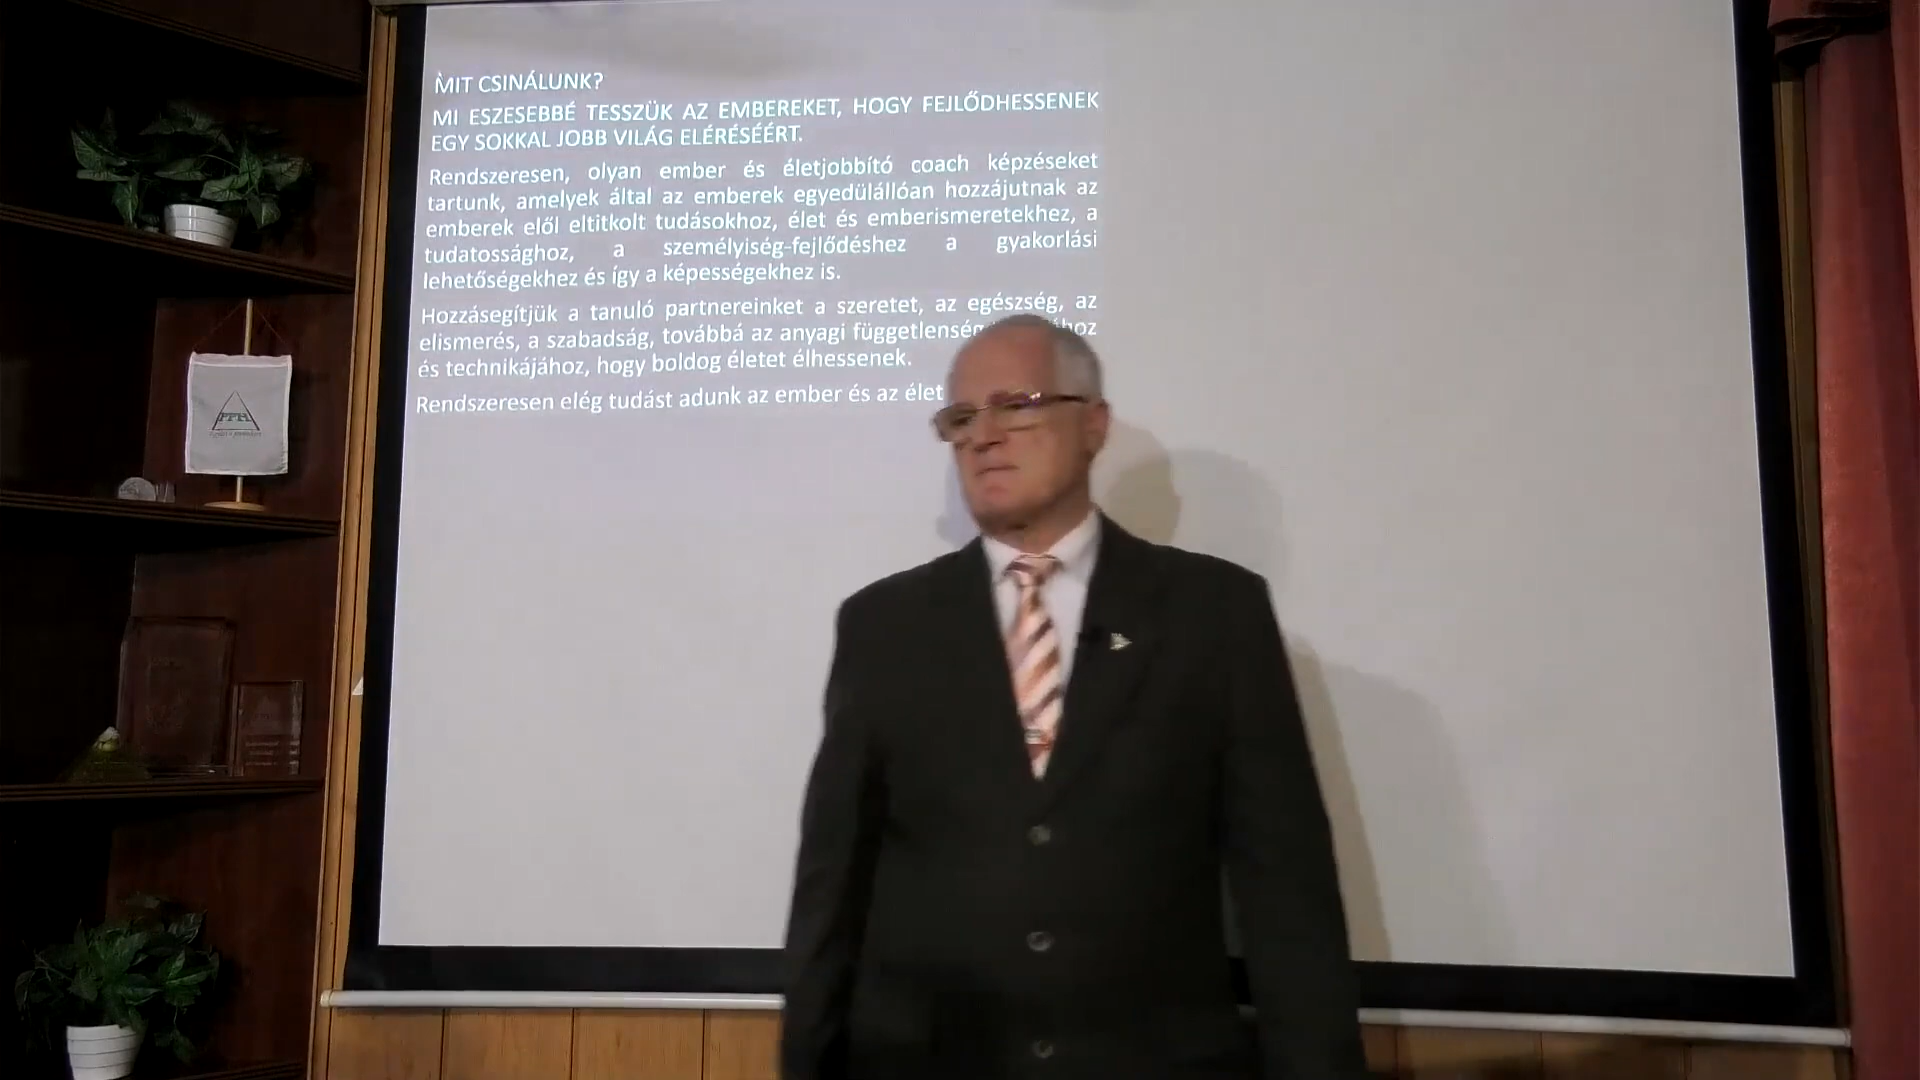 MIT CSINÁLUNK?
MI ESZESEBBÉ TESSZÜK AZ EMBEREKET, HOGY FEJLŐDHESSENEK
EGY SOKKAL JOBB VILÁG ELÉRÉSÉÉRT.
Rendszeresen, olyan ember és életjobbító coach képzéseket
tartunk, amelyek által az emberek egyedülállóan hozzájutnak az
emberek elől eltitkolt tudásokhoz, élet és emberismeretekhez, a
tudatossághoz, a személyiség-fejlődéshez a gyakorlási
lehetőségekhez és így a képességekhez is.
Hozzásegítjük a tanuló partnereinket a szeretet, az egészség, az
elismerés, a szabadság, továbbá az anyagi
és technikájához, hogy boldog életet élhessenek.
Rendszeresen elég tudást adunk az ember és az élet
PPH